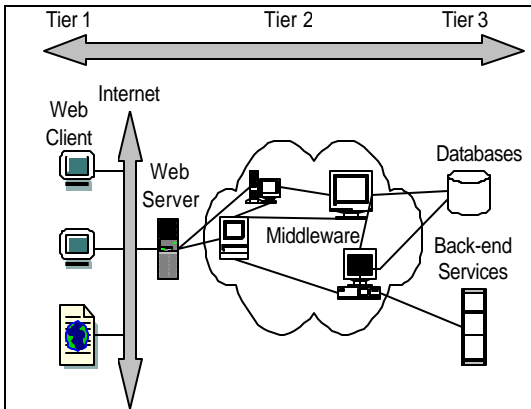 Tier 1 Tier 2 Tier 3
Internet
Web
Client
Web
Server
Databases
Middleware
Back-end
Services